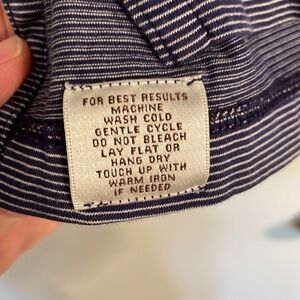 FOR BEST RESULTS
MACHINE
WASH COLD
GENTLE CYCLE
DO NOT BLEACH
LAY FLAT OR
HANG DRY
TOUCH UP WITH
WARM IRON
IF NEEDED